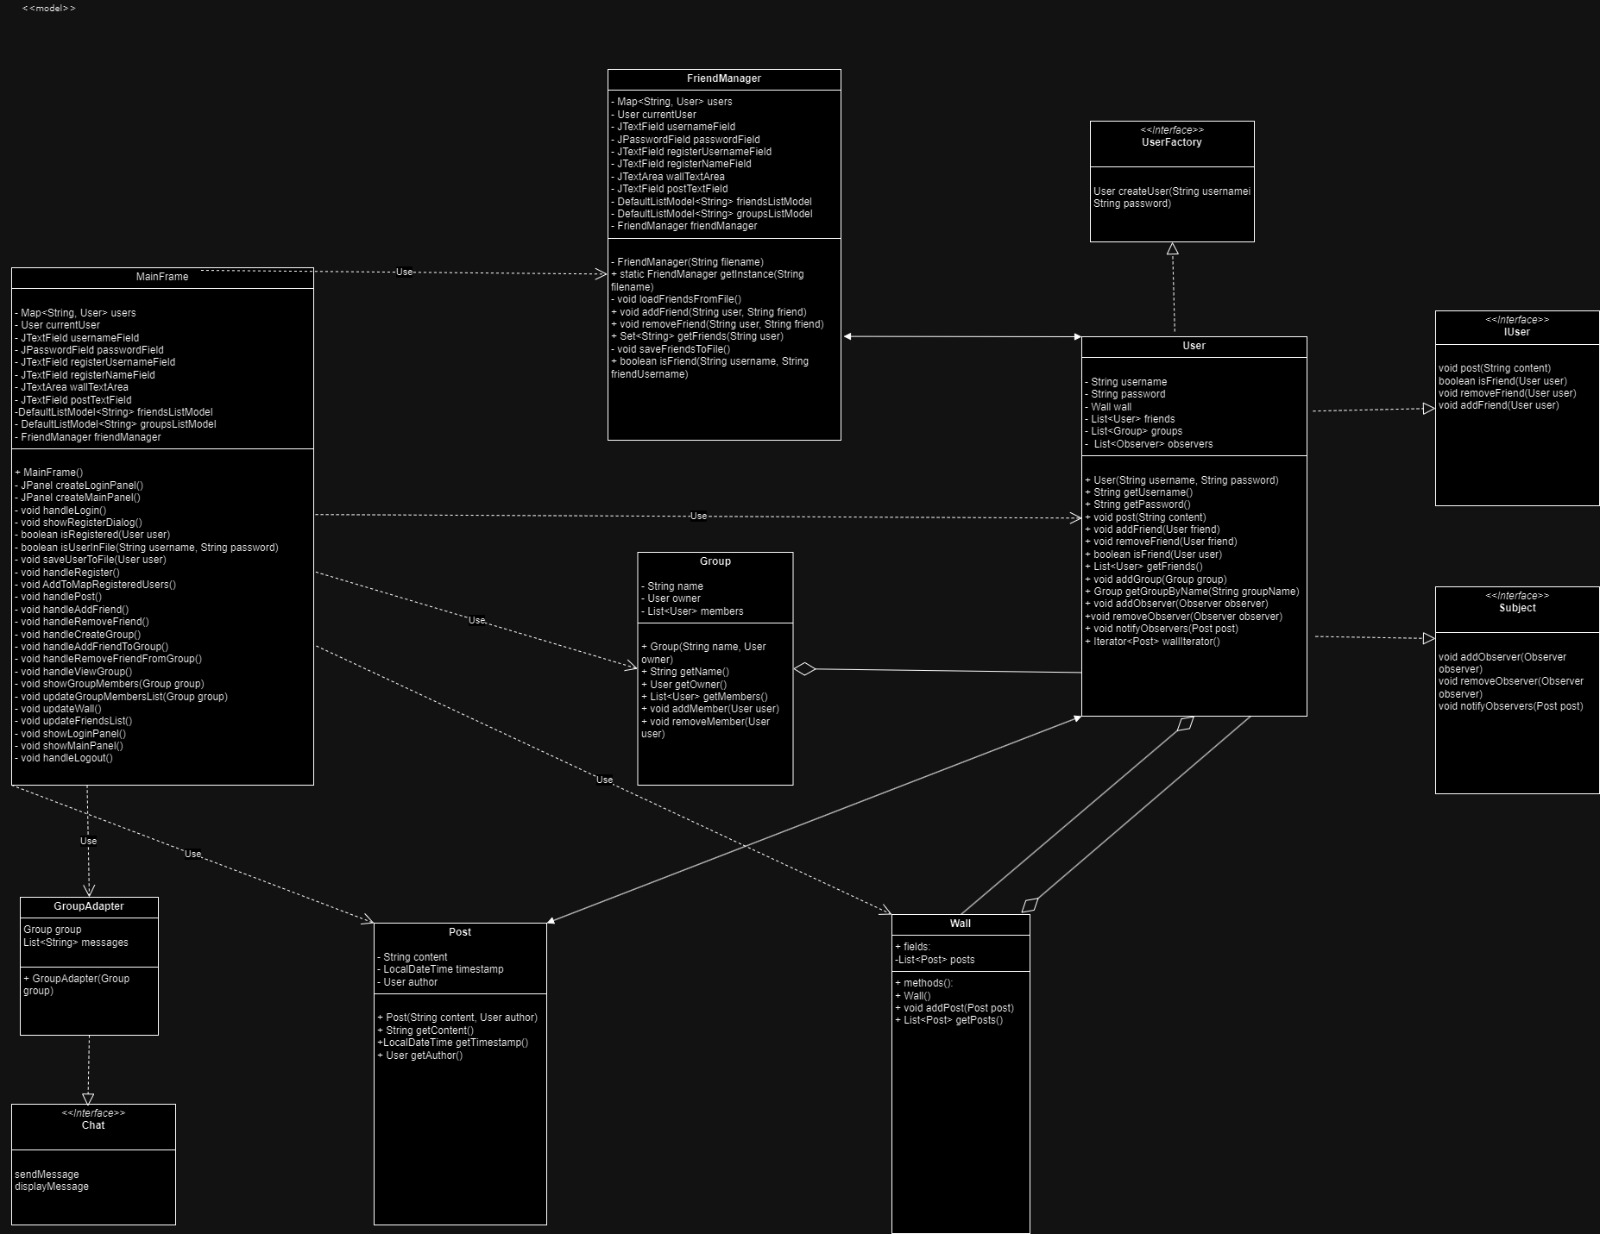 <<model>>
FriendManager
- Map<String, User> users
- User currentUser
- JTextField usernameField
- JPasswordField passwordField
- JTextField registerUsernameField
- JTextField registerNameField
- JTextArea wallTextArea
- JTextField postTextField
- DefaultListModel<String> friendsListModel
- DefaultListModel<String> groupsListModel
- FriendManager friendManager
- FriendManager(String filename)
+ static FriendManager getInstance(String
filename)
- void loadFriendsFromFile()
+ void addFriend(String user, String friend)
+ void removeFriend(String user, String friend)
+ Set<String> getFriends(String user)
- void saveFriendsToFile()
+ boolean isFriend(String username, String
friendUsername)
<<Interface>>
UserFactory
User createUser(String usernamei
String password)
MainFrame
- Map<String, User> users
- User currentUser
- JTextField usernameField
- JPasswordField passwordField
- JTextField registerUsernameField
- JTextField registerNameField
- JTextArea wallTextArea
- JTextField postTextField
-DefaultListModel<String> friendsListModel
- DefaultListModel<String> groupsListModel
- FriendManager friendManager
+ MainFrame()
- JPanel createLoginPanel()
- JPanel createMainPanel()
- void handleLogin()
- void showRegisterDialog()
- boolean isRegistered(User user)
- boolean isUserInFile(String username, String password)
- void saveUserToFile(User user)
- void handleRegister()
- void AddToMapRegisteredUsers()
- void handlePost()
- void handleAddFriend()
- void handleRemoveFriend()
- void handleCreateGroup()
- void handleAddFriendToGroup()
- void handleRemoveFriendFromGroup()
- void handleViewGroup()
- void showGroupMembers(Group group)
- void updateGroupMembersList(Group group)
- void updateWall()
- void updateFriendsList()
- void showLoginPanel()
- void showMainPanel()
- void handleLogout()
Use
Use
Use
Use
Use
Use
User
- String username
- String password
- Wall wall
- List<User> friends
- List<Group> groups
- List<Observer> observers
+ User(String username, String password)
+ String getUsername()
+ String getPassword()
+ void post(String content)
+ void addFriend(User friend)
+ void removeFriend(User friend)
+ boolean isFriend(User user)
+ List<User> getFriends()
+ void addGroup(Group group)
+ Group getGroupByName(String groupName)
+ void addObserver(Observer observer)
+void removeObserver(Observer observer)
+ void notifyObservers(Post post)
+ Iterator<Post> wallIterator()
<<Interface>>
IUser
void post(String content)
boolean isFriend(User user)
void removeFriend(User user)
void addFriend(User user)
<<Interface>>
Subject
void addObserver(Observer
observer)
void removeObserver(Observer
observer)
void notifyObservers(Post post)
Group
- String name
- User owner
- List<User> members
+ Group(String name, User
owner)
+ String getName()
+ User getOwner()
+ List<User> getMembers()
+ void addMember(User user)
+ void removeMember(User
user)
GroupAdapter
Group group
List<String> messages
+ GroupAdapter(Group
group)
<<Interface>>
Chat
sendMessage
displayMessage
Post
- String content
- LocalDateTime timestamp
- User author
+ Post(String content, User author)
+ String getContent()
+LocalDateTime getTimestamp()
+ User getAuthor()
Wall
+ fields:
-List<Post> posts
+ methods():
+ Wall()
+ void addPost(Post post)
+ List<Post> getPosts()